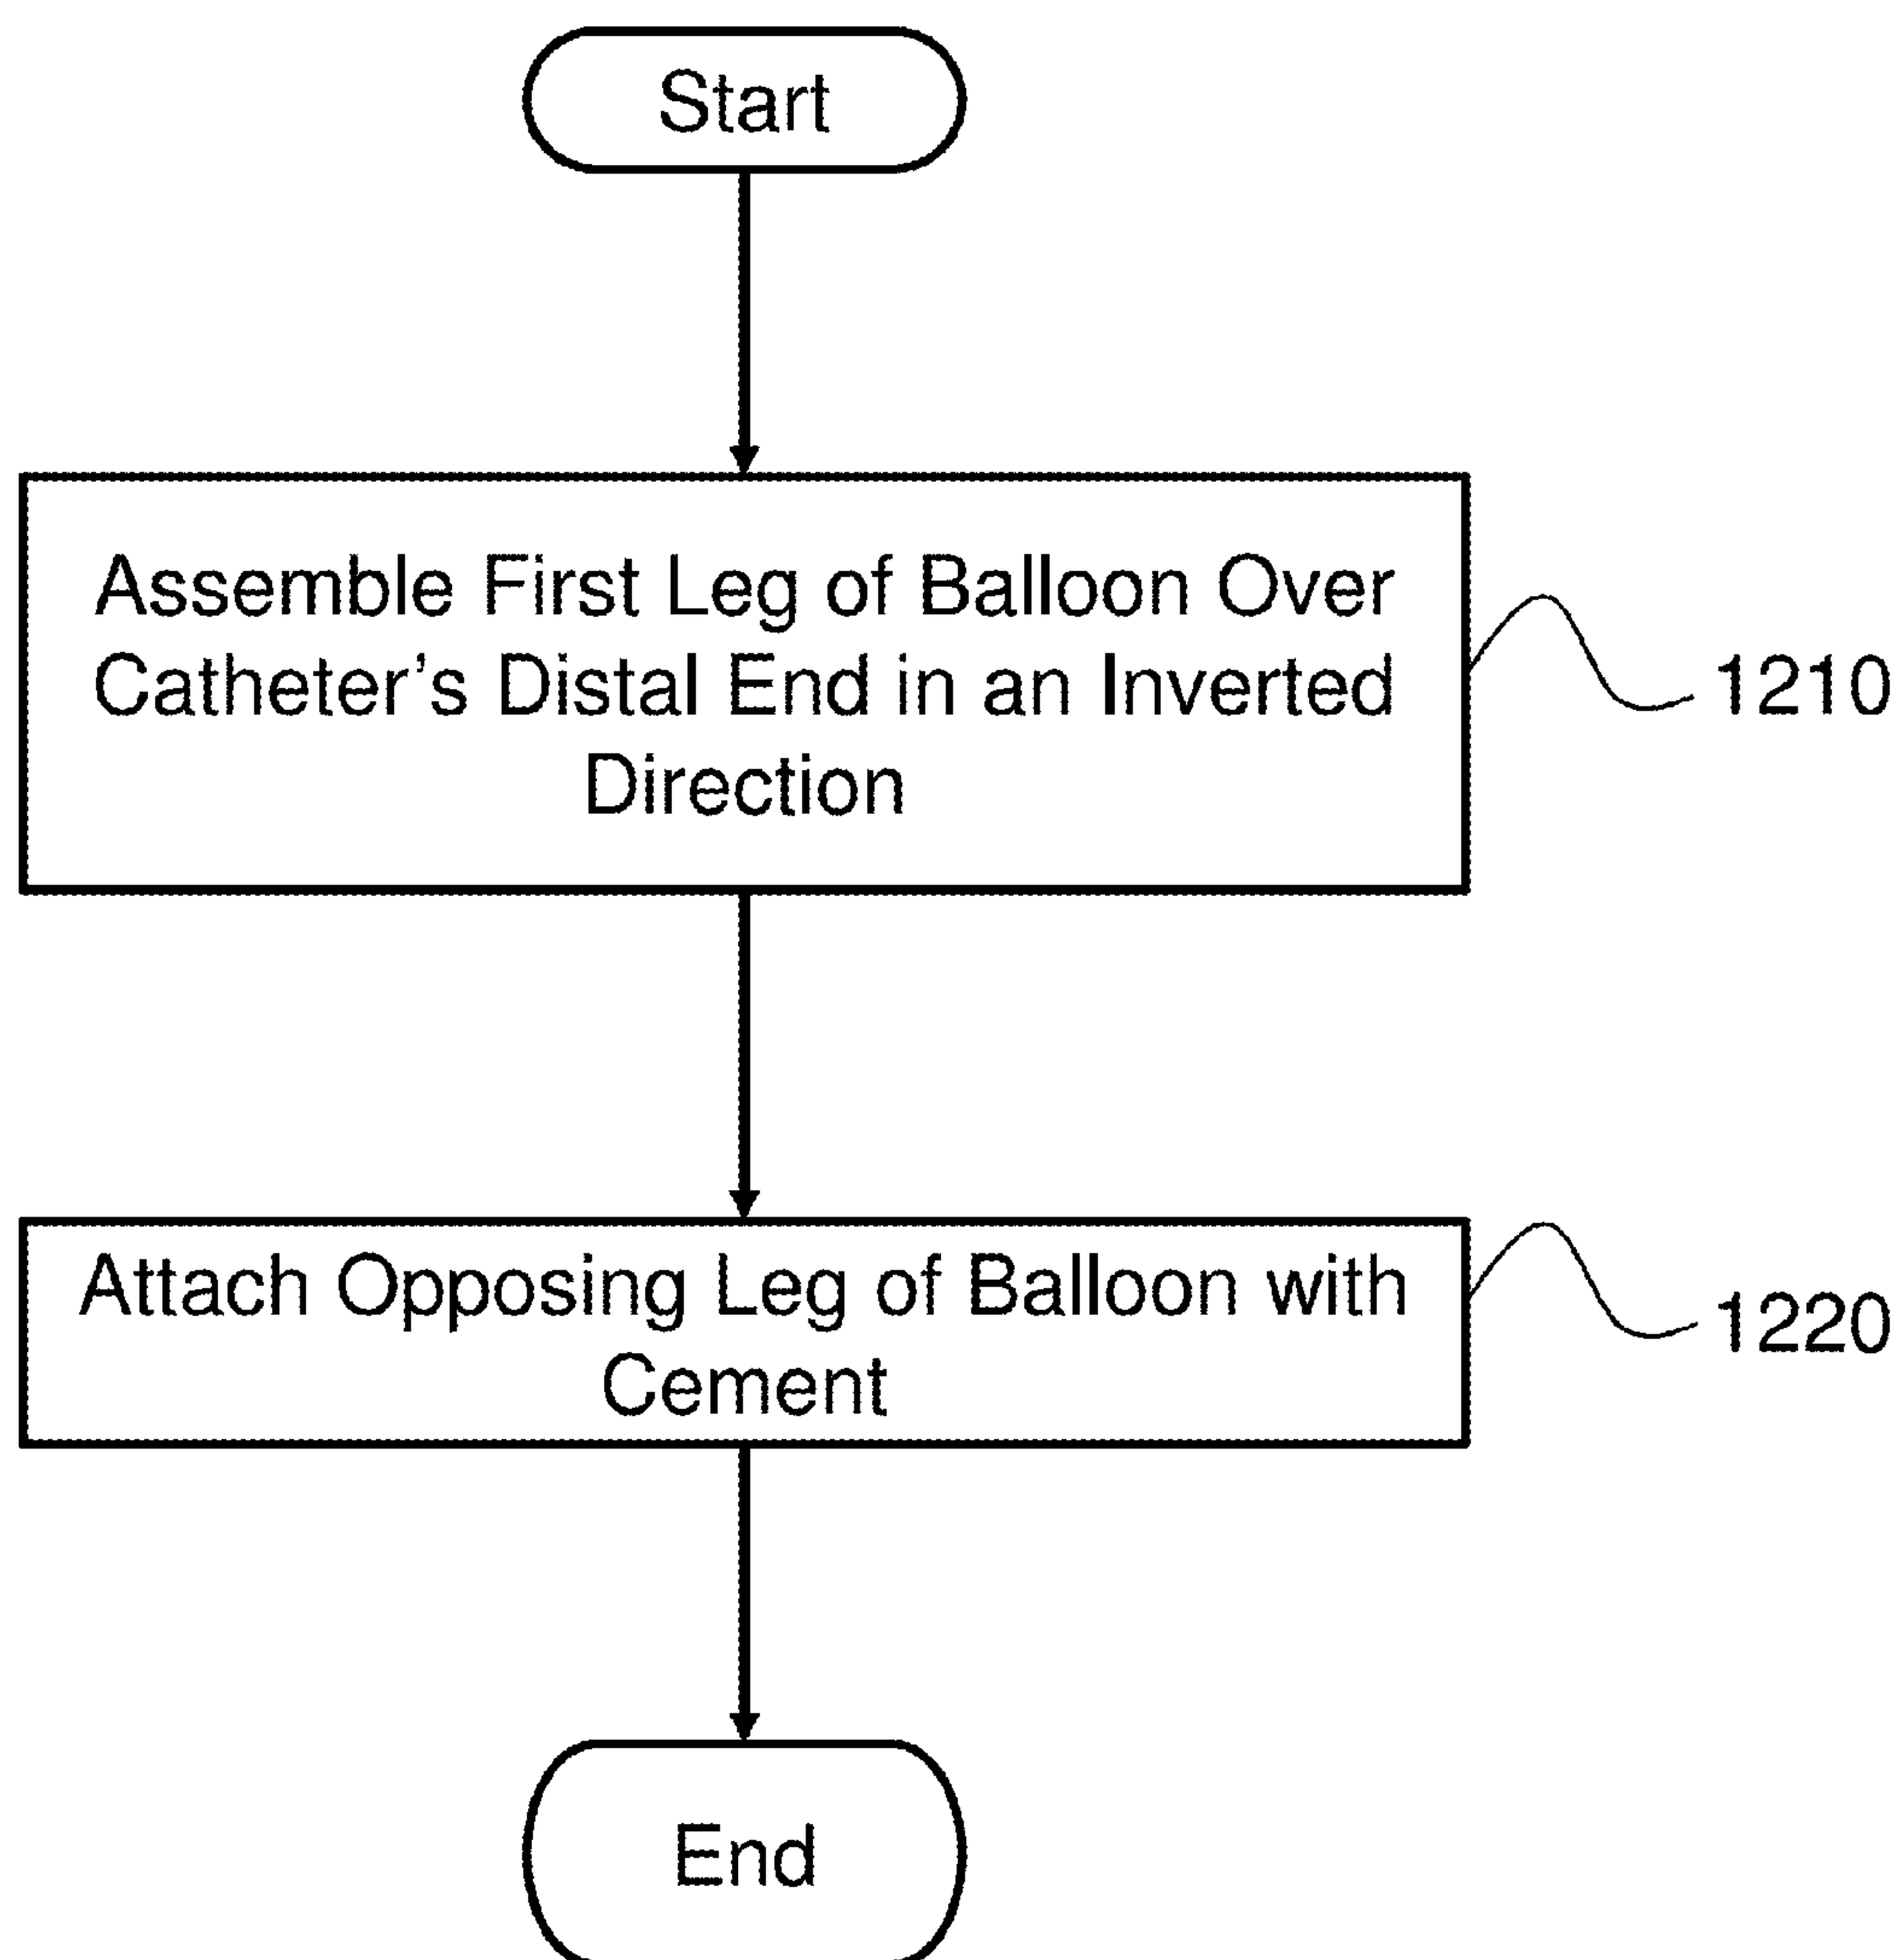 Start
Assemble First Leg of Balloon Over
Catheter's Distal End in an Inverted
Direction
1210
Attach Opposing Leg of Balloon with
Cement
1220
End